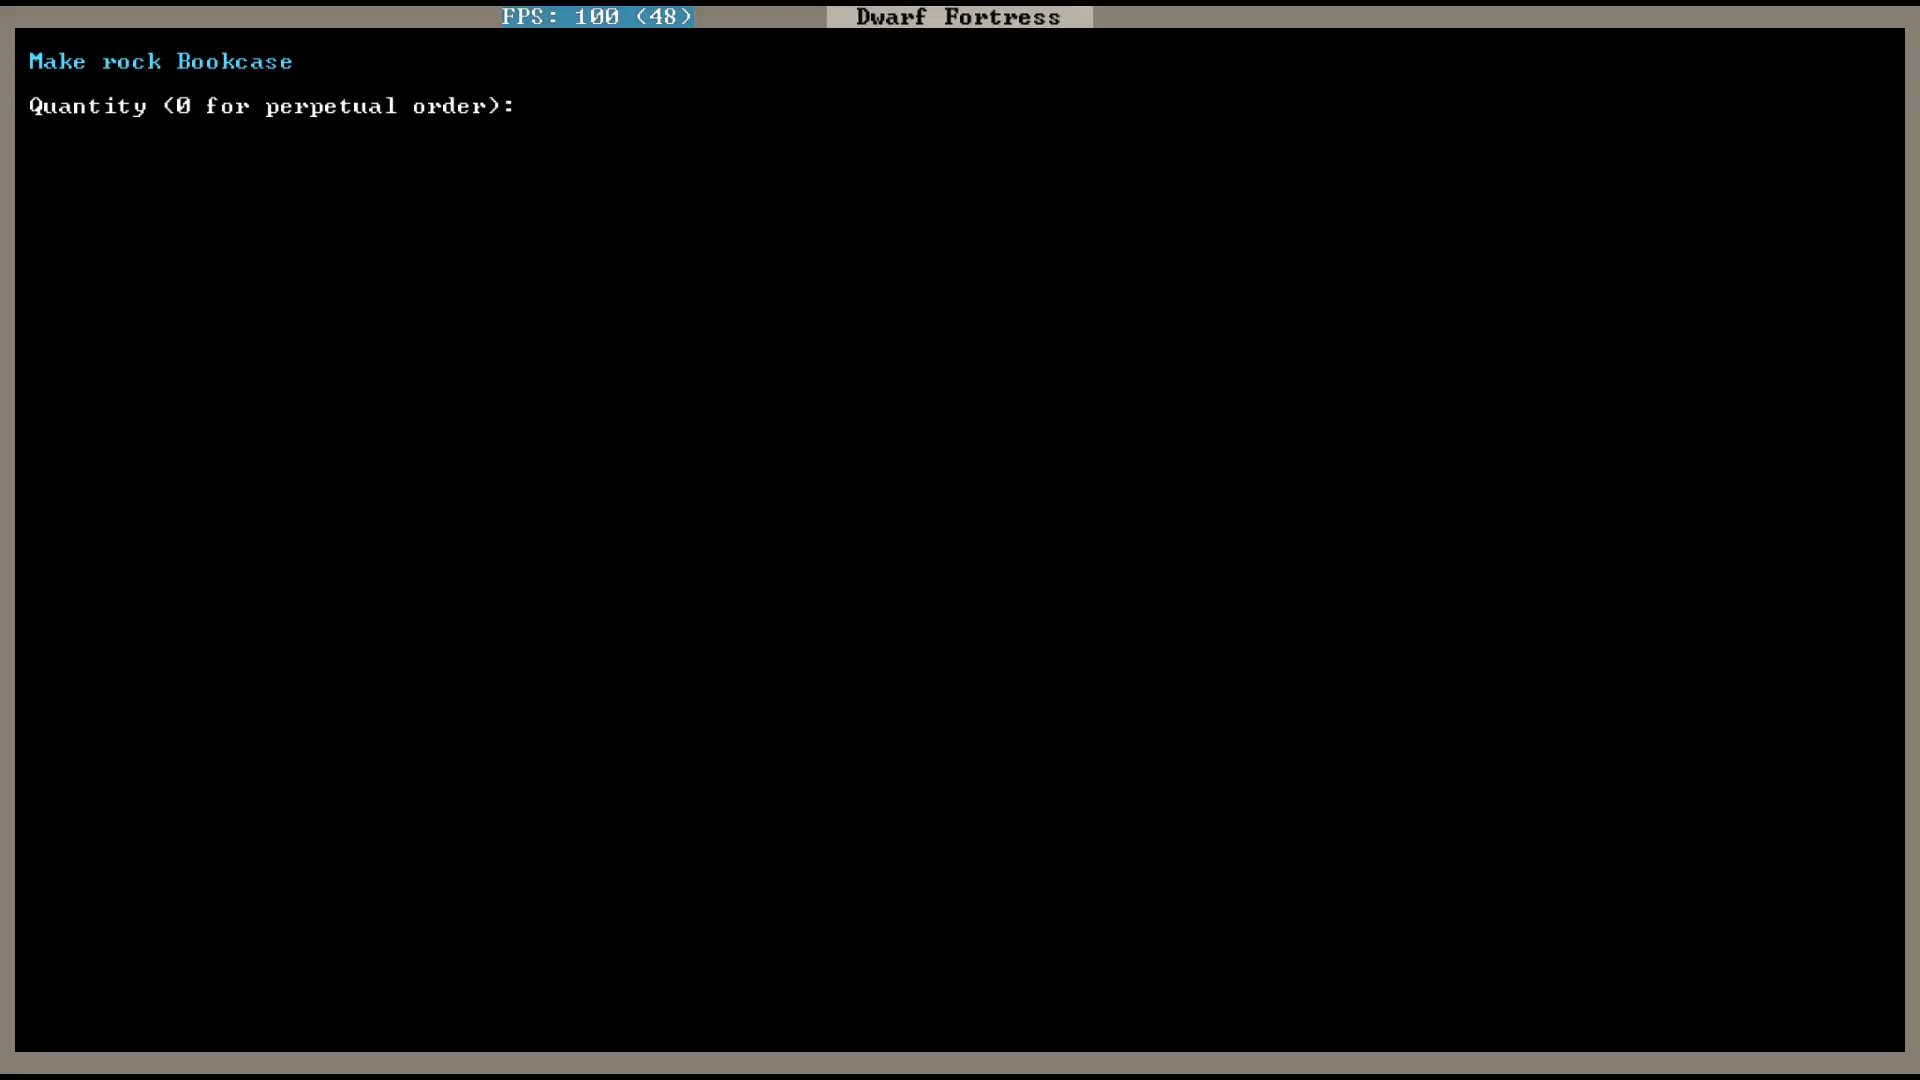 FPS: 100 (48) Dwarf Fortress
Make rock Bookcase
Quantity (0 for perpetual order):